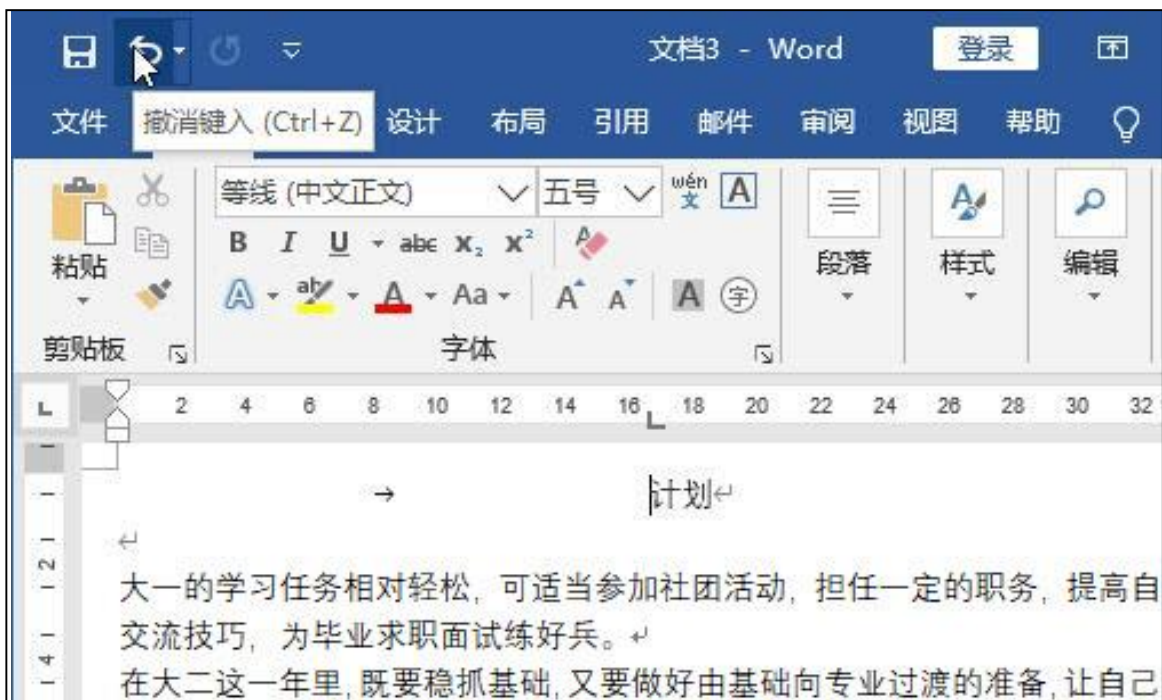 文档3 - Word 登录
文件 撤消键入 (Ctrl+Z) 设计 布局 引用 邮件 审阅 视图 帮助
等线 (中文正文) 五号 wén 文 A
B I U abc X₂ X² A
粘贴 段落 样式 编辑
A aby A Aa A A A 字
剪贴板 字体
L 2 4 6 8 10 12 14 16 18 20 22 24 26 28 30 32
→ 计划↵
↵
2
大一的学习任务相对轻松，可适当参加社团活动，担任一定的职务，提高自
交流技巧，为毕业求职面试练好兵。↵
4
在大二这一年里,既要稳抓基础,又要做好由基础向专业过渡的准备,让自己